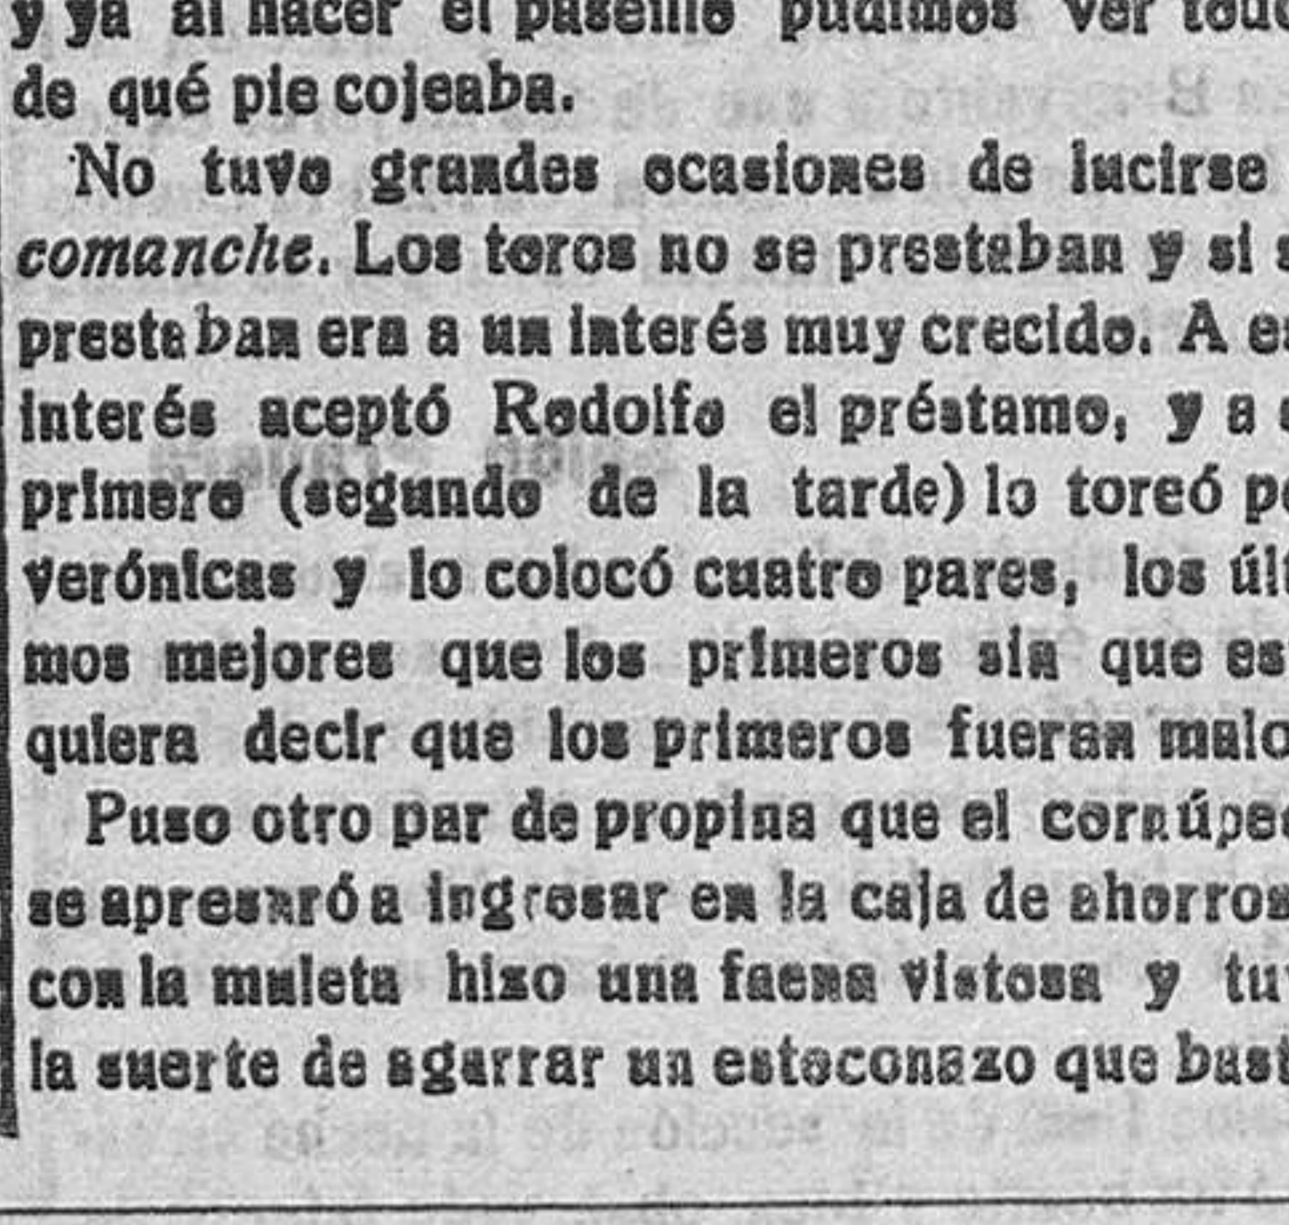 y ya al hacer el paseillo pudimos ver
de qué pie cojeaba.
No tuvo grandes ocasiones de lucirse
comanche. Los toros no se prestaban y si
prestaban era a un interés muy crecido. A
interés aceptó Rodolfo el préstamo, y a
primero (segundo de la tarde) lo toreó
verónicas y lo colocó cuatro pares, los
mos mejores que los primeros sin que
quiera decir que los primeros fueran
Puso otro par de propina que el
se apresuró a ingresar en la caja de ahorros
con la muleta hizo una faena vistosa y
la suerte de agarrar un estoconazo que